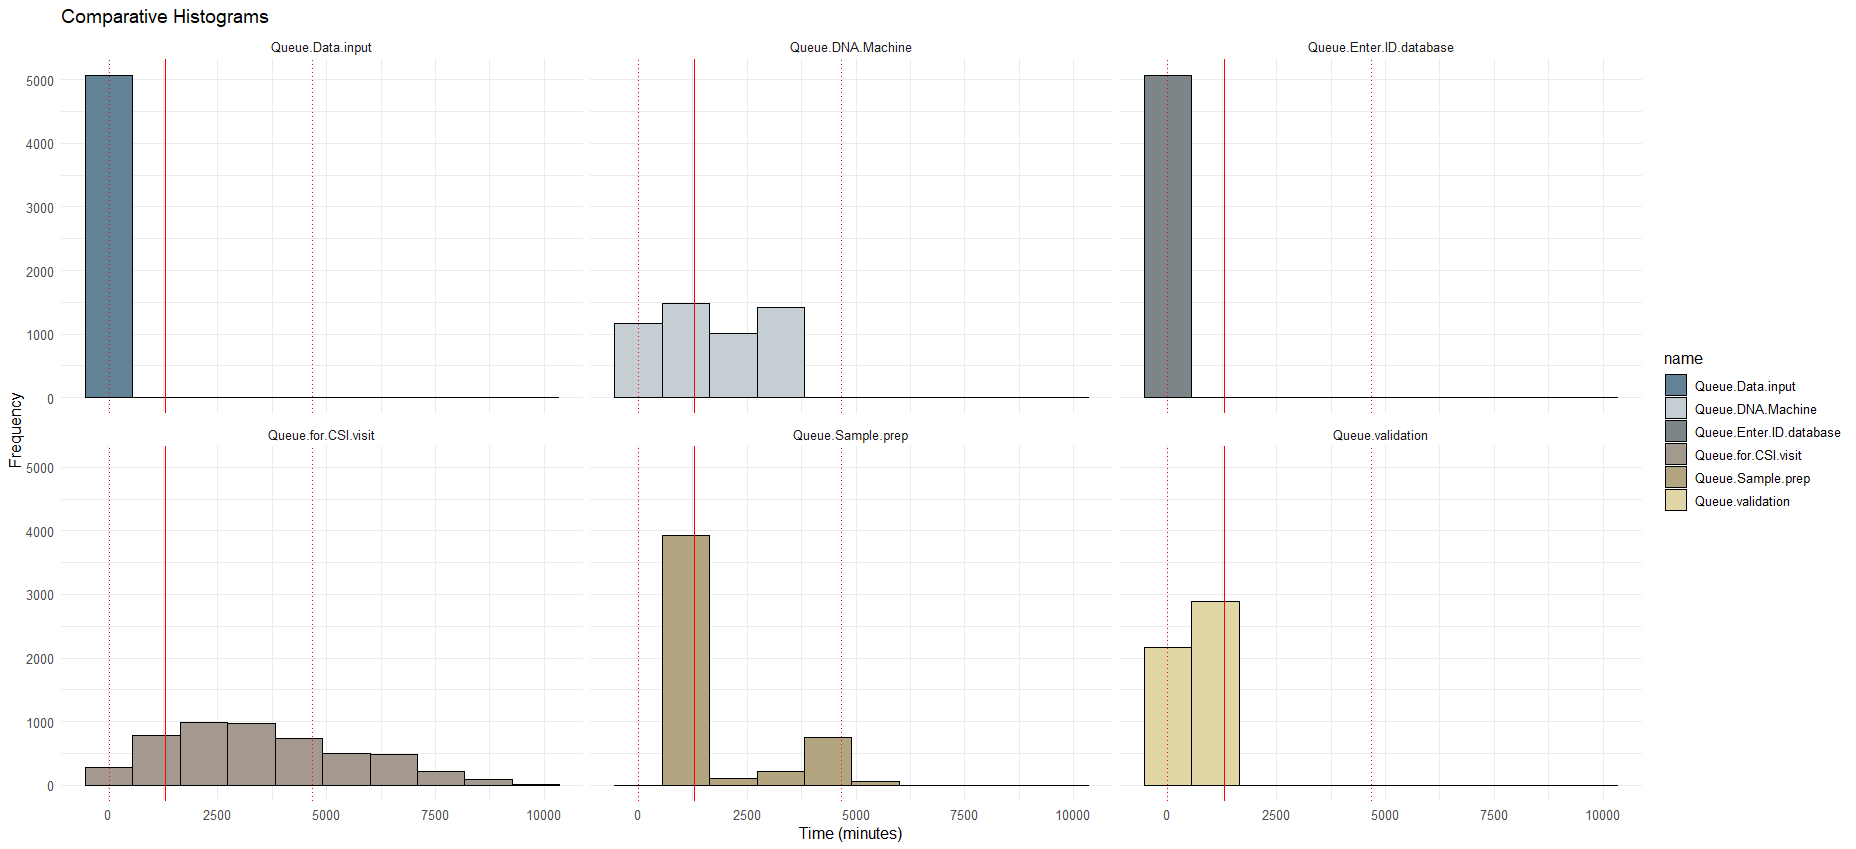 Comparative Histograms
Queue.Data.input
Queue.DNA.Machine
Queue.Enter.ID.database
5000
4000
3000
2000
1000
0
Queue.for.CSI.visit
Queue.Sample.prep
Queue.validation
5000
4000
3000
2000
1000
0
Frequency
0 2500 5000 7500 10000
0 2500 5000 7500 10000
0 2500 5000 7500 10000
Time (minutes)
name
Queue.Data.input
Queue.DNA.Machine
Queue.Enter.ID.database
Queue.for.CSI.visit
Queue.Sample.prep
Queue.validation